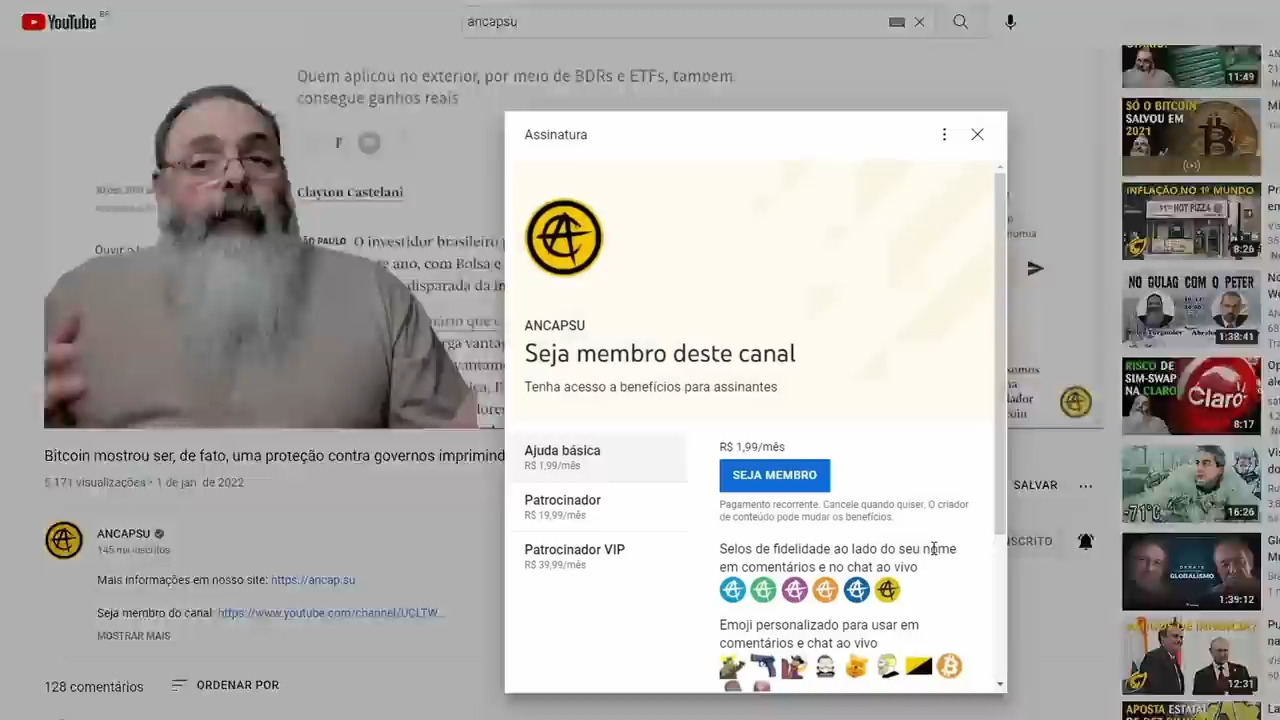 YouTube BR
ancapsu
Quem aplicou no exterior, por meio de BDRs e ETFs, também
consegue ganhos reais
Clayton Castelani
PAULO O investidor brasileiro
e ano, com Bolsa e
disparada da
Assinatura
ANCAPSU
Seja membro deste canal
Tenha acesso a benefícios para assinantes
Ajuda básica
R$ 1,99/mês
Patrocinador
R$ 19,99/mês
Patrocinador VIP
R$ 39,99/mês
R$ 1,99/mês
SEJA MEMBRO
Pagamento recorrente. Cancele quando quiser. O criador
de conteúdo pode mudar os benefícios.
Selos de fidelidade ao lado do seu nome
em comentários e no chat ao vivo
Emoji personalizado para usar em
comentários e chat ao vivo
Bitcoin mostrou ser, de fato, uma proteção contra governos imprimind
5.171 visualizações • 1 de jan. de 2022
SALVAR
ANCAPSU
145 mil inscritos
Mais informações em nosso site: https://ancap.su
Seja membro do canal: https://www.youtube.com/channel/UCLTW...
MOSTRAR MAIS
128 comentários
ORDENAR POR
11:49
SÓ O BITCOIN
SALVOU EM
2021
INFLAÇÃO NO 1º MUNDO
HOT PIZZA
8:26
NO GULAG COM O PETER
1:38:41
RISCO DE
SIM-SWAP
NA CLARO
Claro
8:17
-71°C
16:26
DEBATE
GLOBALISMO
1:39:12
12:31
APOSTA ESTATAL